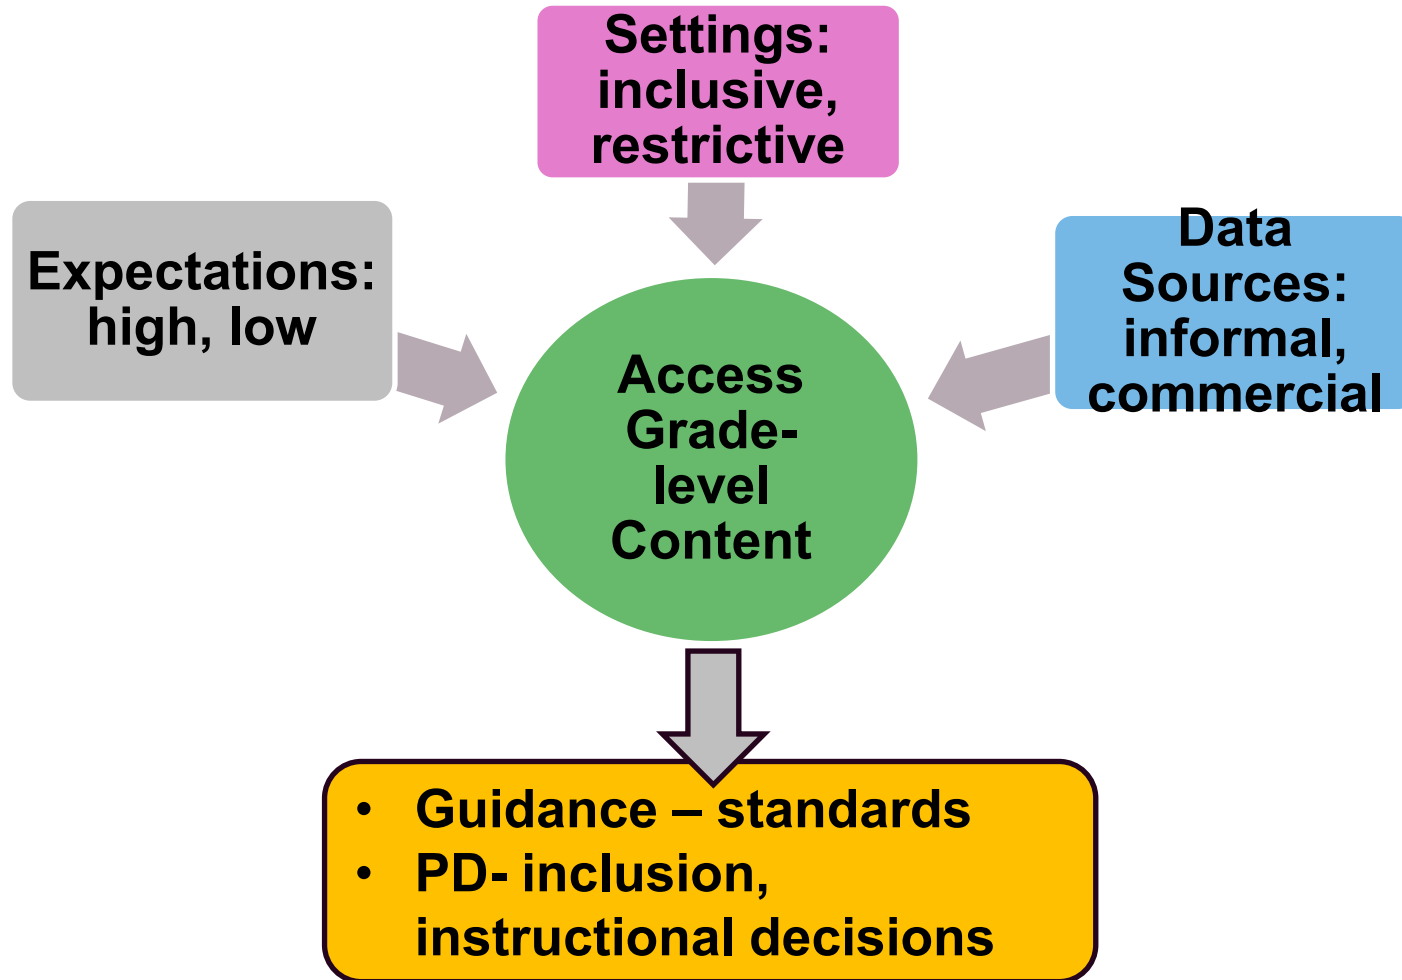 Settings:
inclusive,
restrictive
Expectations:
high, low
Data
Sources:
informal,
commercial
Access
Grade-
level
Content
• Guidance – standards
• PD- inclusion,
instructional decisions